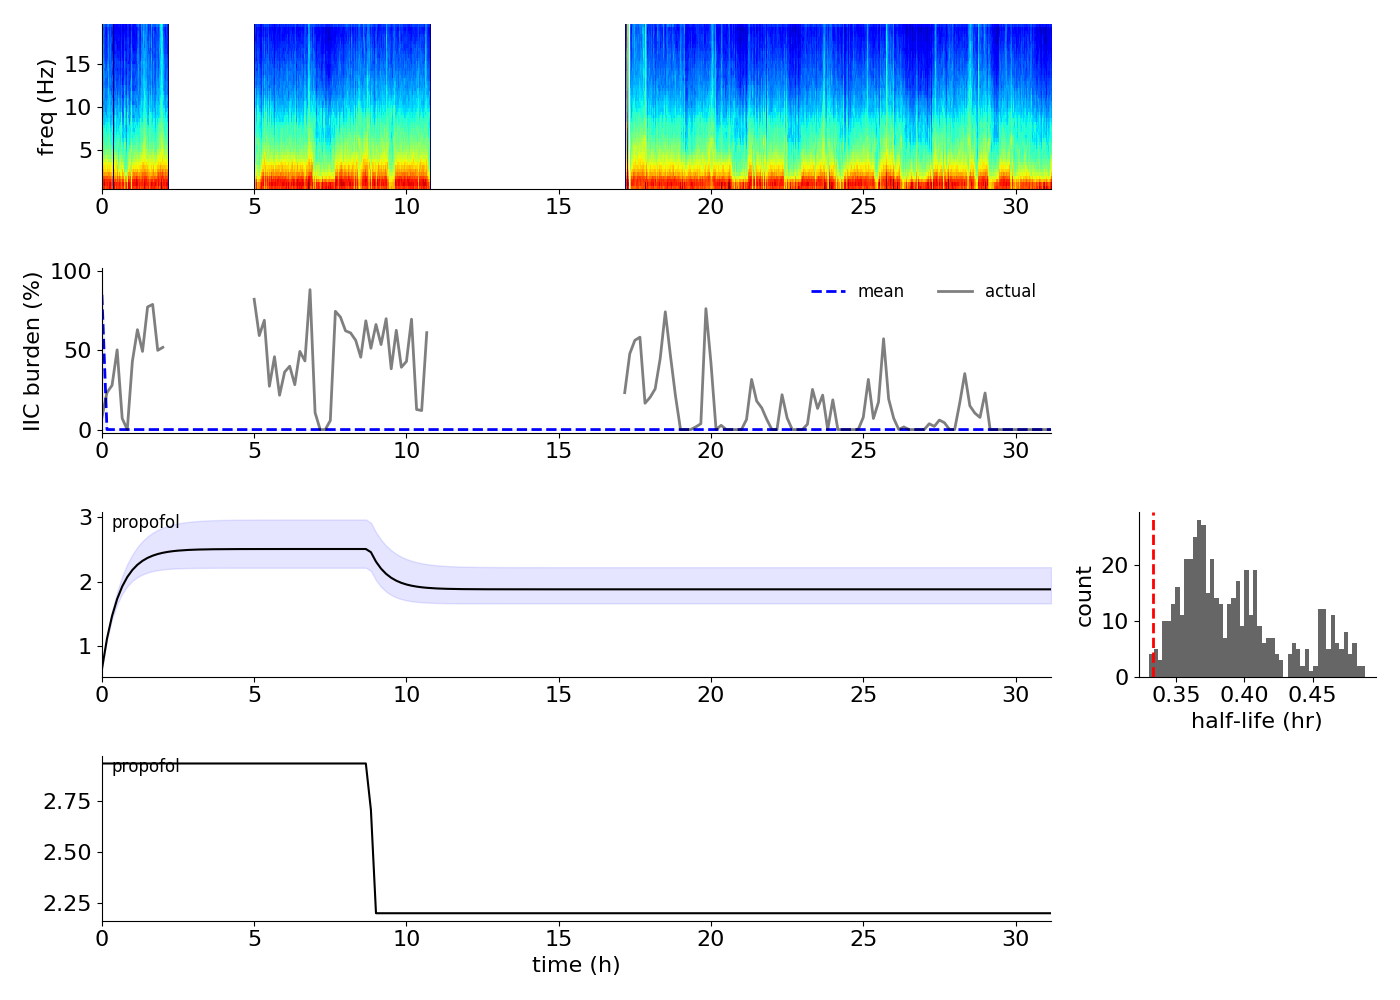 freq (Hz)
15
10
5
0 5 10 15 20 25 30
IIC burden (%)
100
50
0
mean actual
0 5 10 15 20 25 30
propofol
3
2
1
0 5 10 15 20 25 30
count
20
10
0
0.35 0.40 0.45
half-life (hr)
propofol
2.75
2.50
2.25
0 5 10 15 20 25 30
time (h)